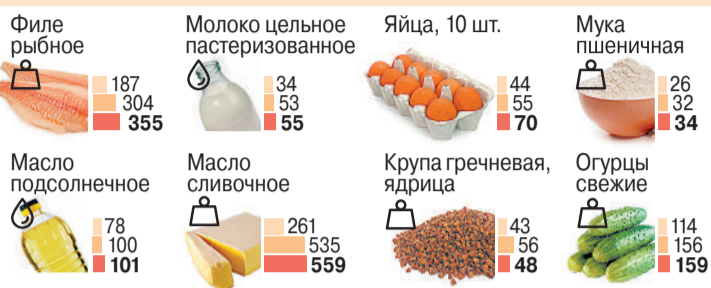 Филе
рыбное
187
304
355
Молоко цельное
пастеризованное
34
53
55
Яйца, 10 шт.
44
55
70
Мука
пшеничная
26
32
34
Масло
подсолнечное
78
100
101
Масло
сливочное
261
535
559
Крупа гречневая,
ядрица
43
56
48
Огурцы
свежие
114
156
159